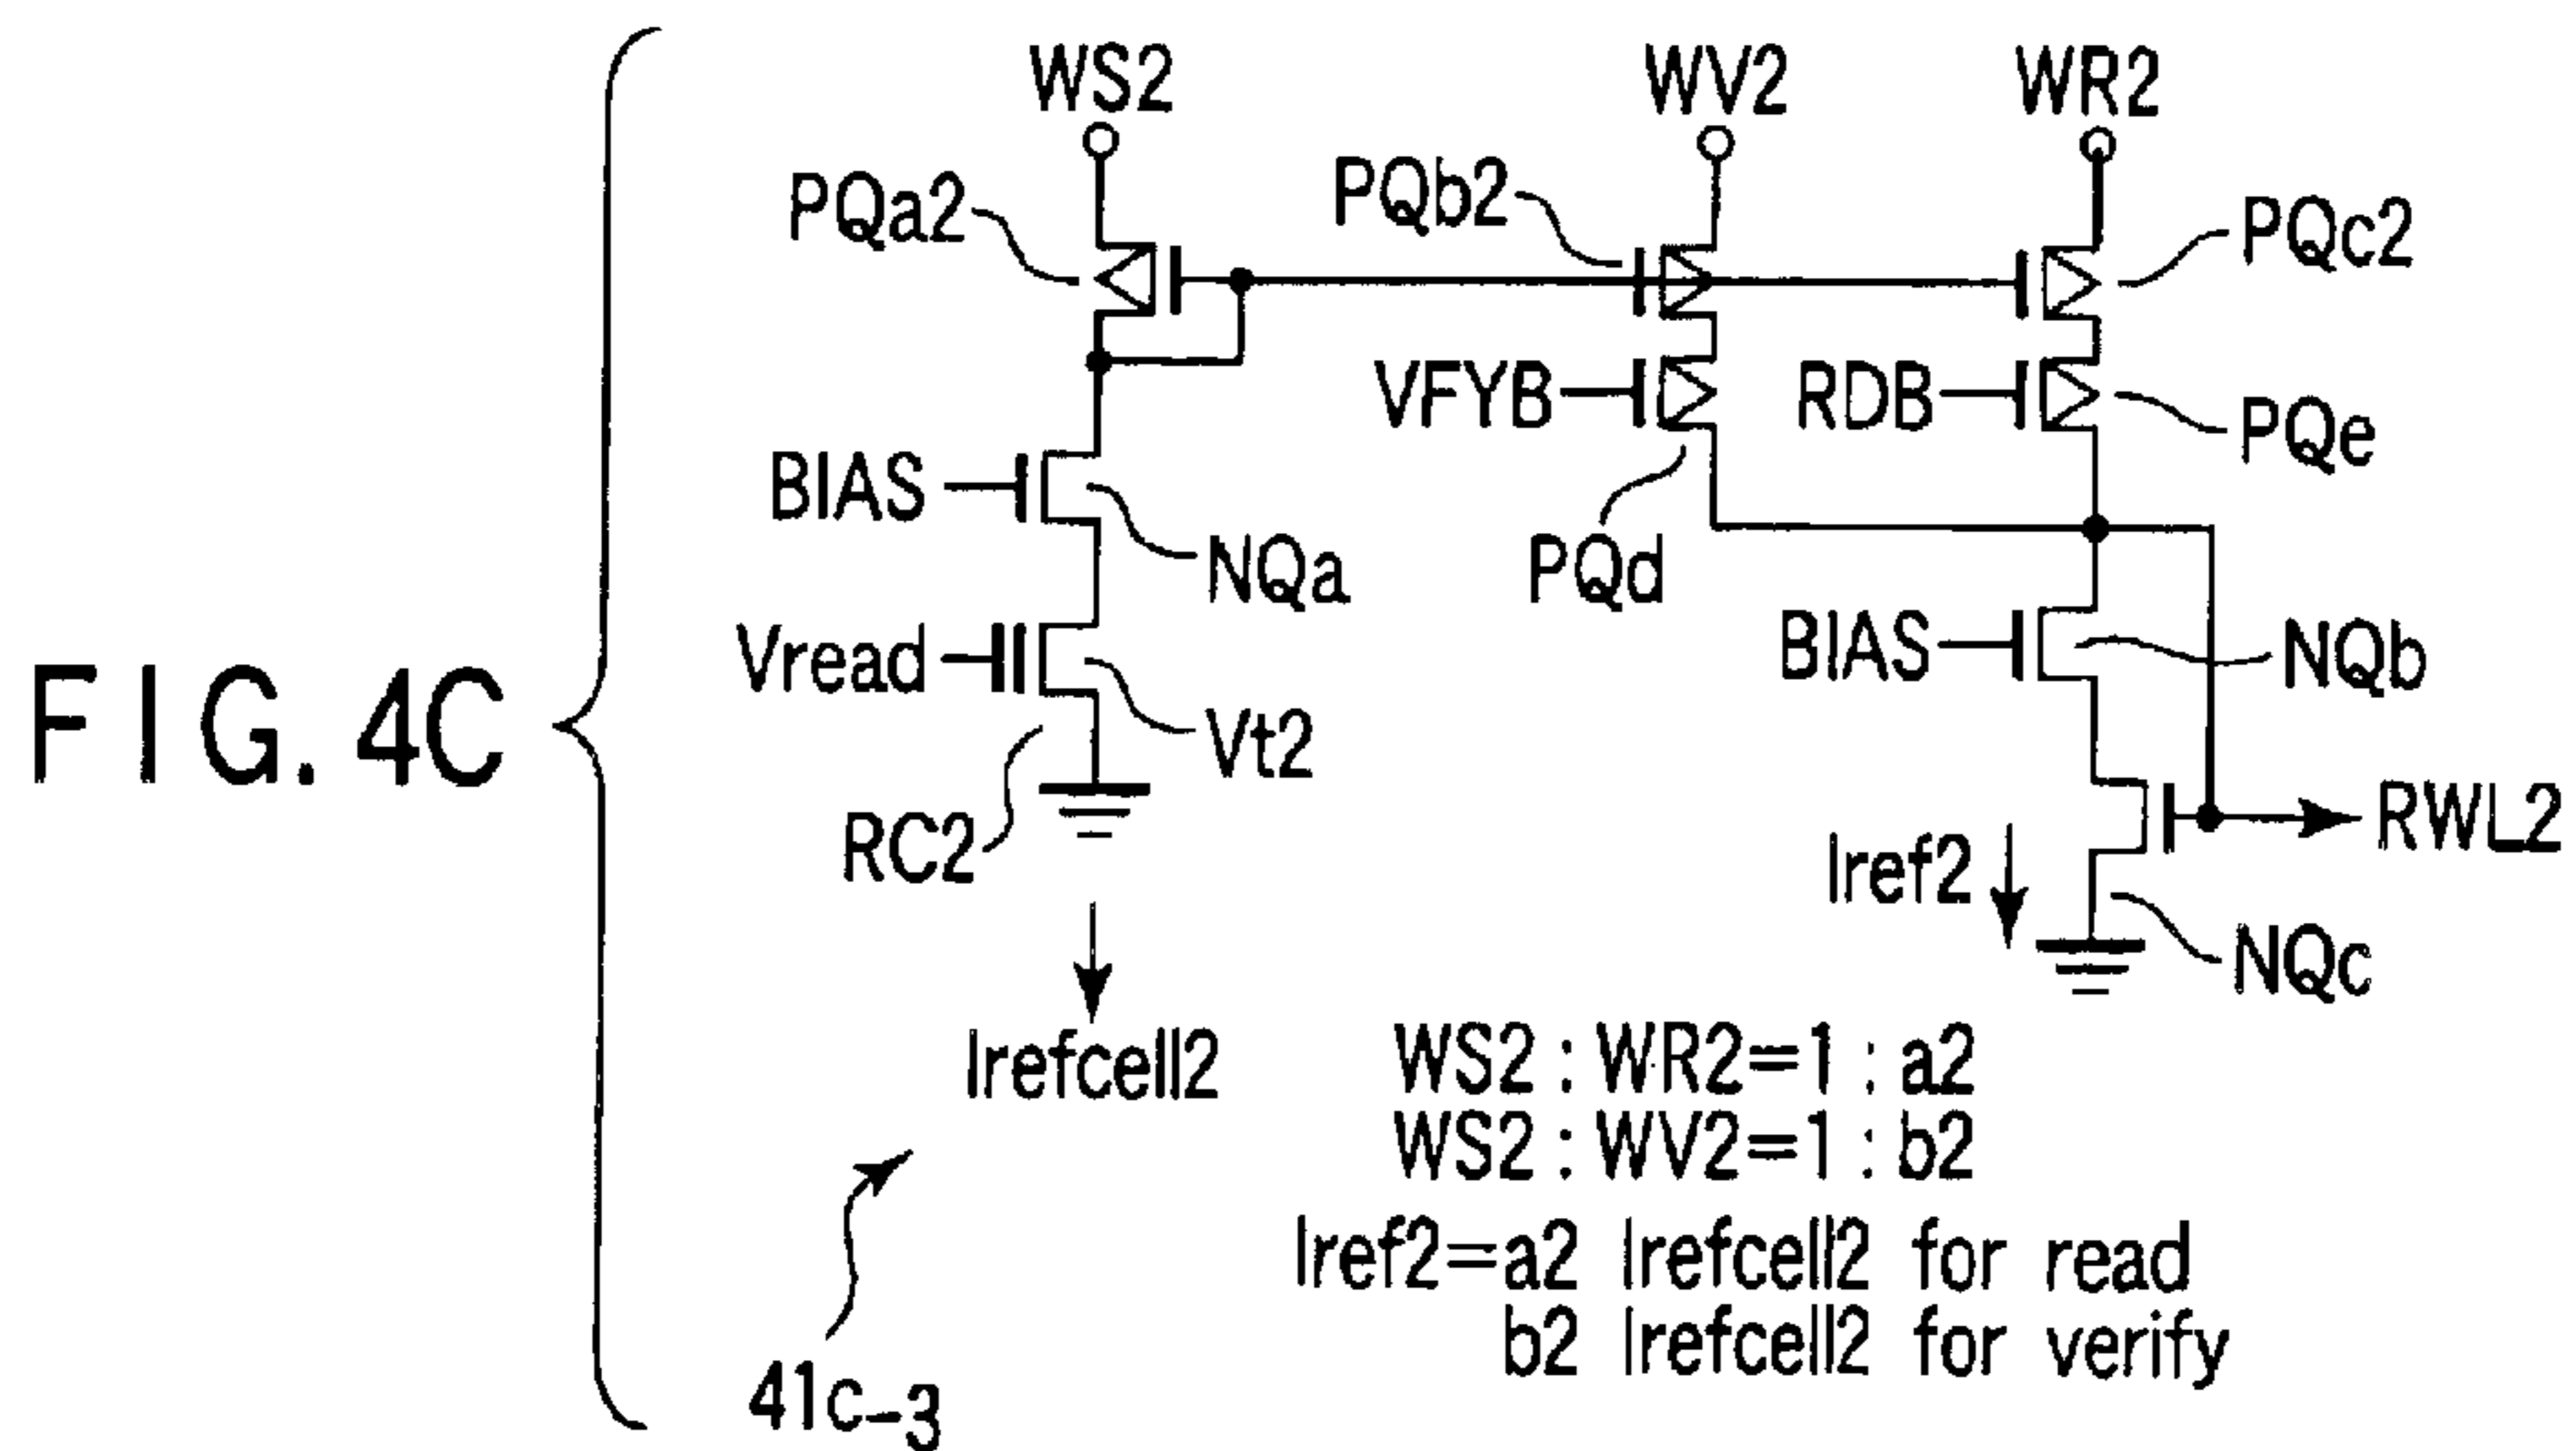 FIG. 4C
WS2
WV2
WR2
PQa2
PQb2
PQc2
VFYB
RDB
PQe
BIAS
NQa
PQd
Vread
Vt2
BIAS
NQb
RC2
Iref2
RWL2
NQc
Irefcell2
WS2 : WR2=1 : a2
WS2 : WV2=1 : b2
Iref2=a2 Irefcell2 for read
b2 Irefcell2 for verify
41c-3